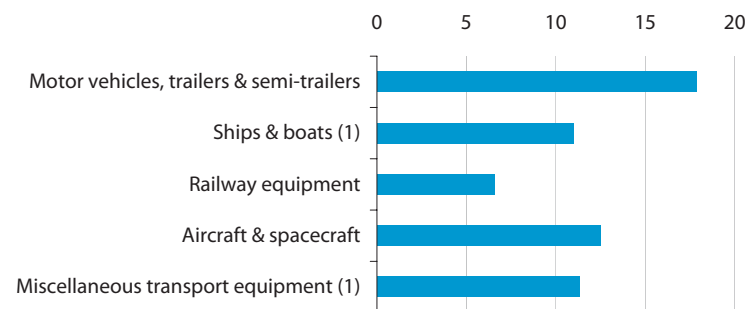 0 5 10 15 20
Motor vehicles, trailers & semi-trailers
Ships & boats (1)
Railway equipment
Aircraft & spacecraft
Miscellaneous transport equipment (1)